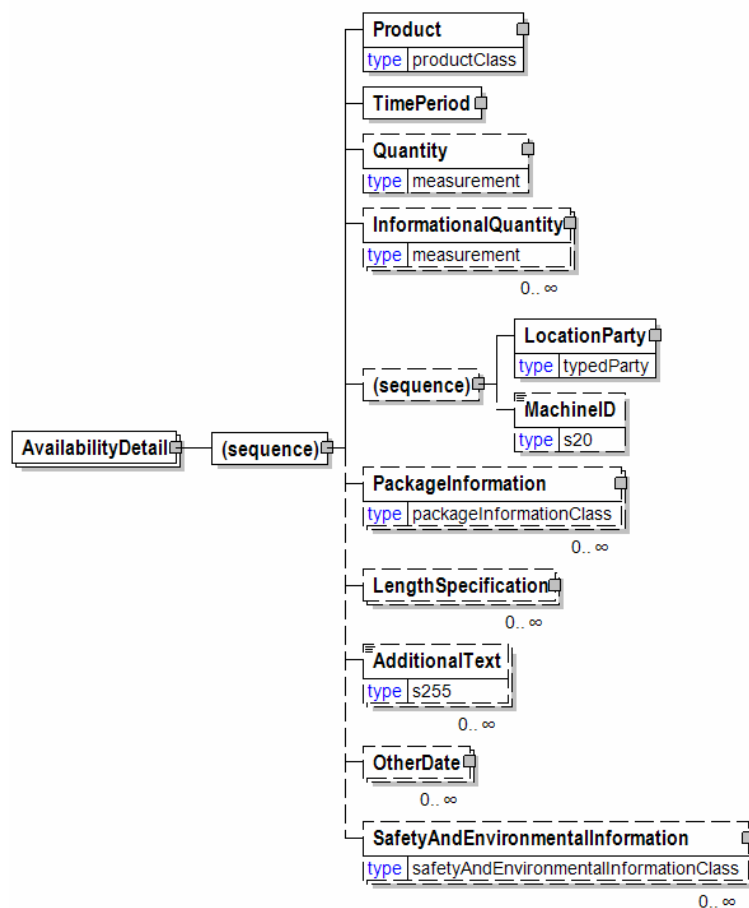 Product
type productClass
TimePeriod
Quantity
type measurement
InformationalQuantity
type measurement
0.. ∞
LocationParty
type typedParty
(sequence)
MachineID
type s20
AvailabilityDetail
(sequence)
PackageInformation
type packageInformationClass
0.. ∞
LengthSpecification
0.. ∞
AdditionalText
type s255
0.. ∞
OtherDate
0.. ∞
SafetyAndEnvironmentalInformation
type safetyAndEnvironmentalInformationClass
0.. ∞